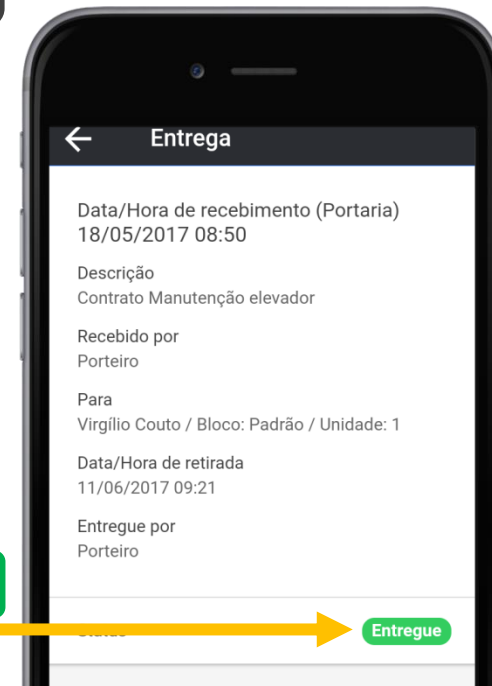 Entrega
Data/Hora de recebimento (Portaria)
18/05/2017 08:50
Descrição
Contrato Manutenção elevador
Recebido por
Porteiro
Para
Virgílio Couto / Bloco: Padrão / Unidade: 1
Data/Hora de retirada
11/06/2017 09:21
Entregue por
Porteiro
Entregue